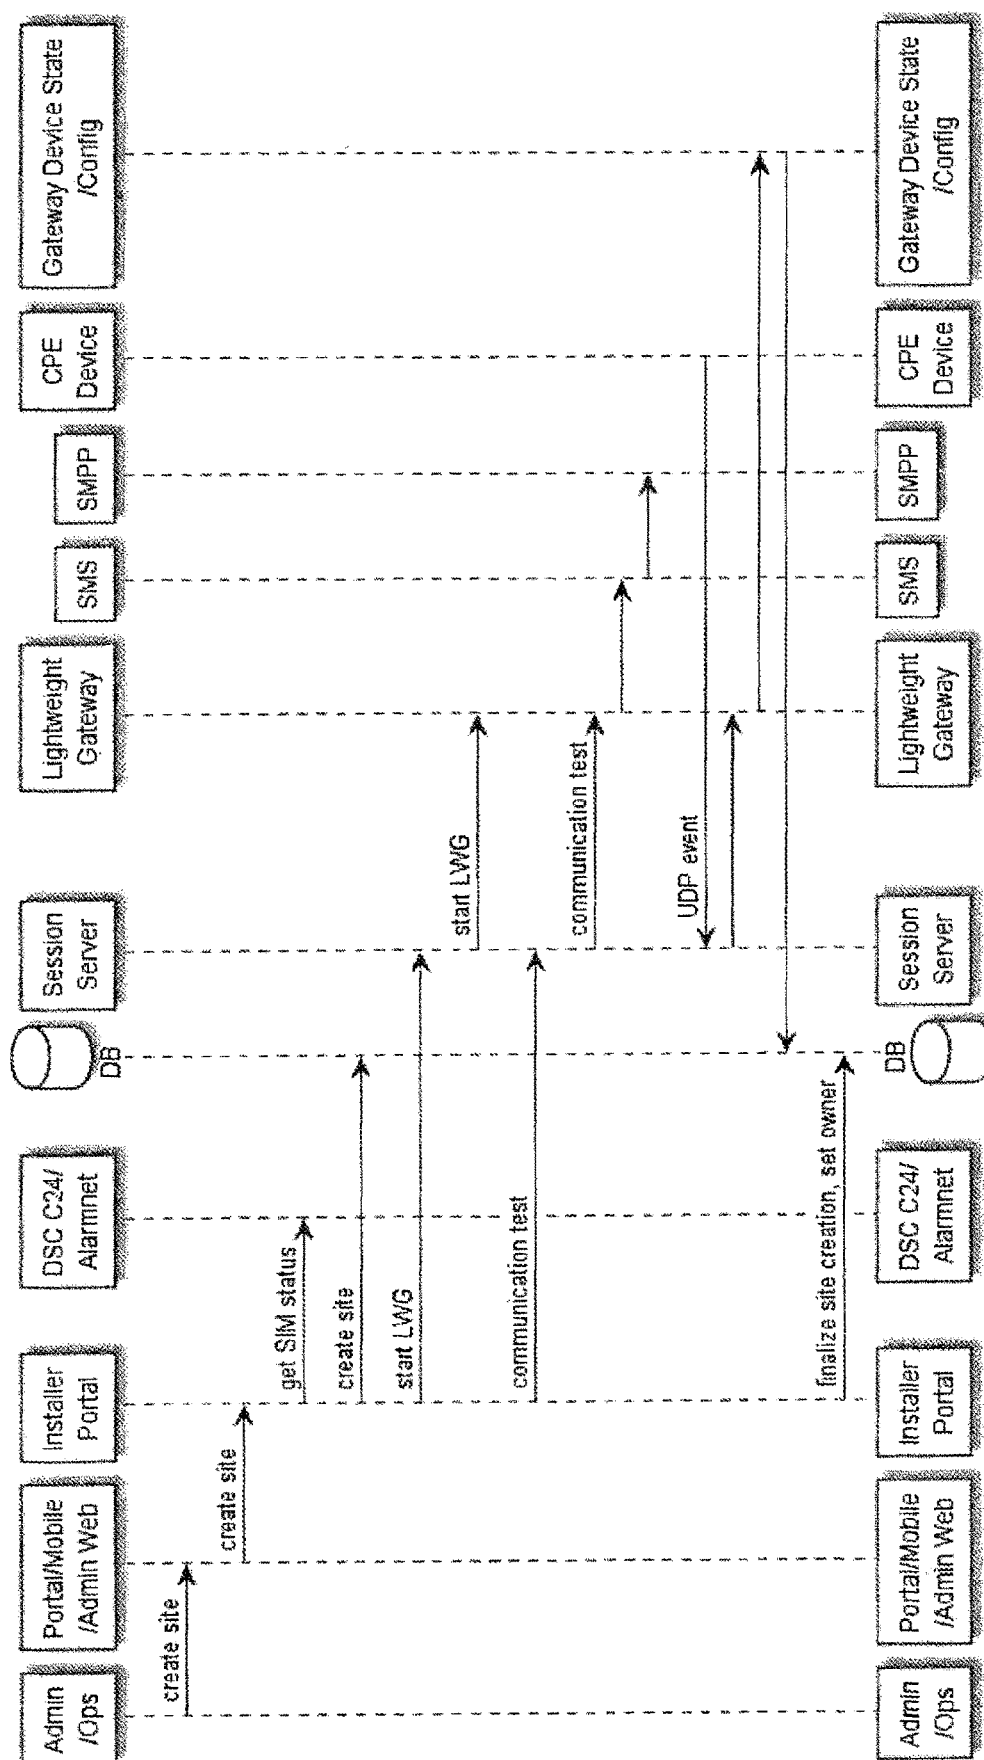 Admin
/Ops
Portal/Mobile
/Admin Web
Installer
Portal
DSC C24/
Alarmnet
DB
Session
Server
Lightweight
Gateway
SMS
SMPP
CPE
Device
Gateway Device State
/Config
create site
create site
get SIM status
create site
start LWG
start LWG
communication test
communication test
UDP event
finalize site creation, set owner
Admin
/Ops
Portal/Mobile
/Admin Web
Installer
Portal
DSC C24/
Alarmnet
DB
Session
Server
Lightweight
Gateway
SMS
SMPP
CPE
Device
Gateway Device State
/Config